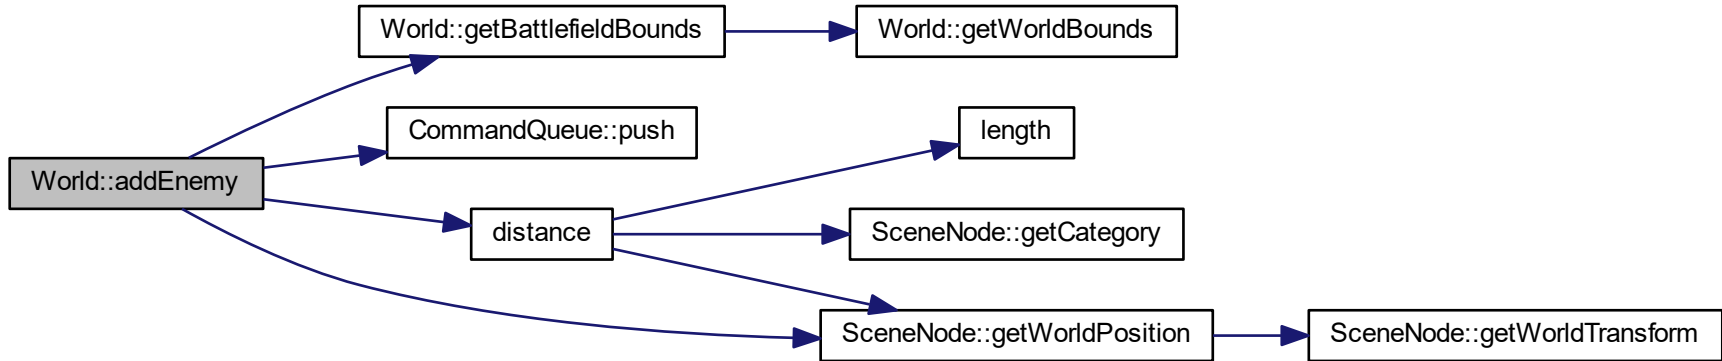 World::getBattlefieldBounds
World::getWorldBounds
CommandQueue::push
length
World::addEnemy
distance
SceneNode::getCategory
SceneNode::getWorldPosition
SceneNode::getWorldTransform